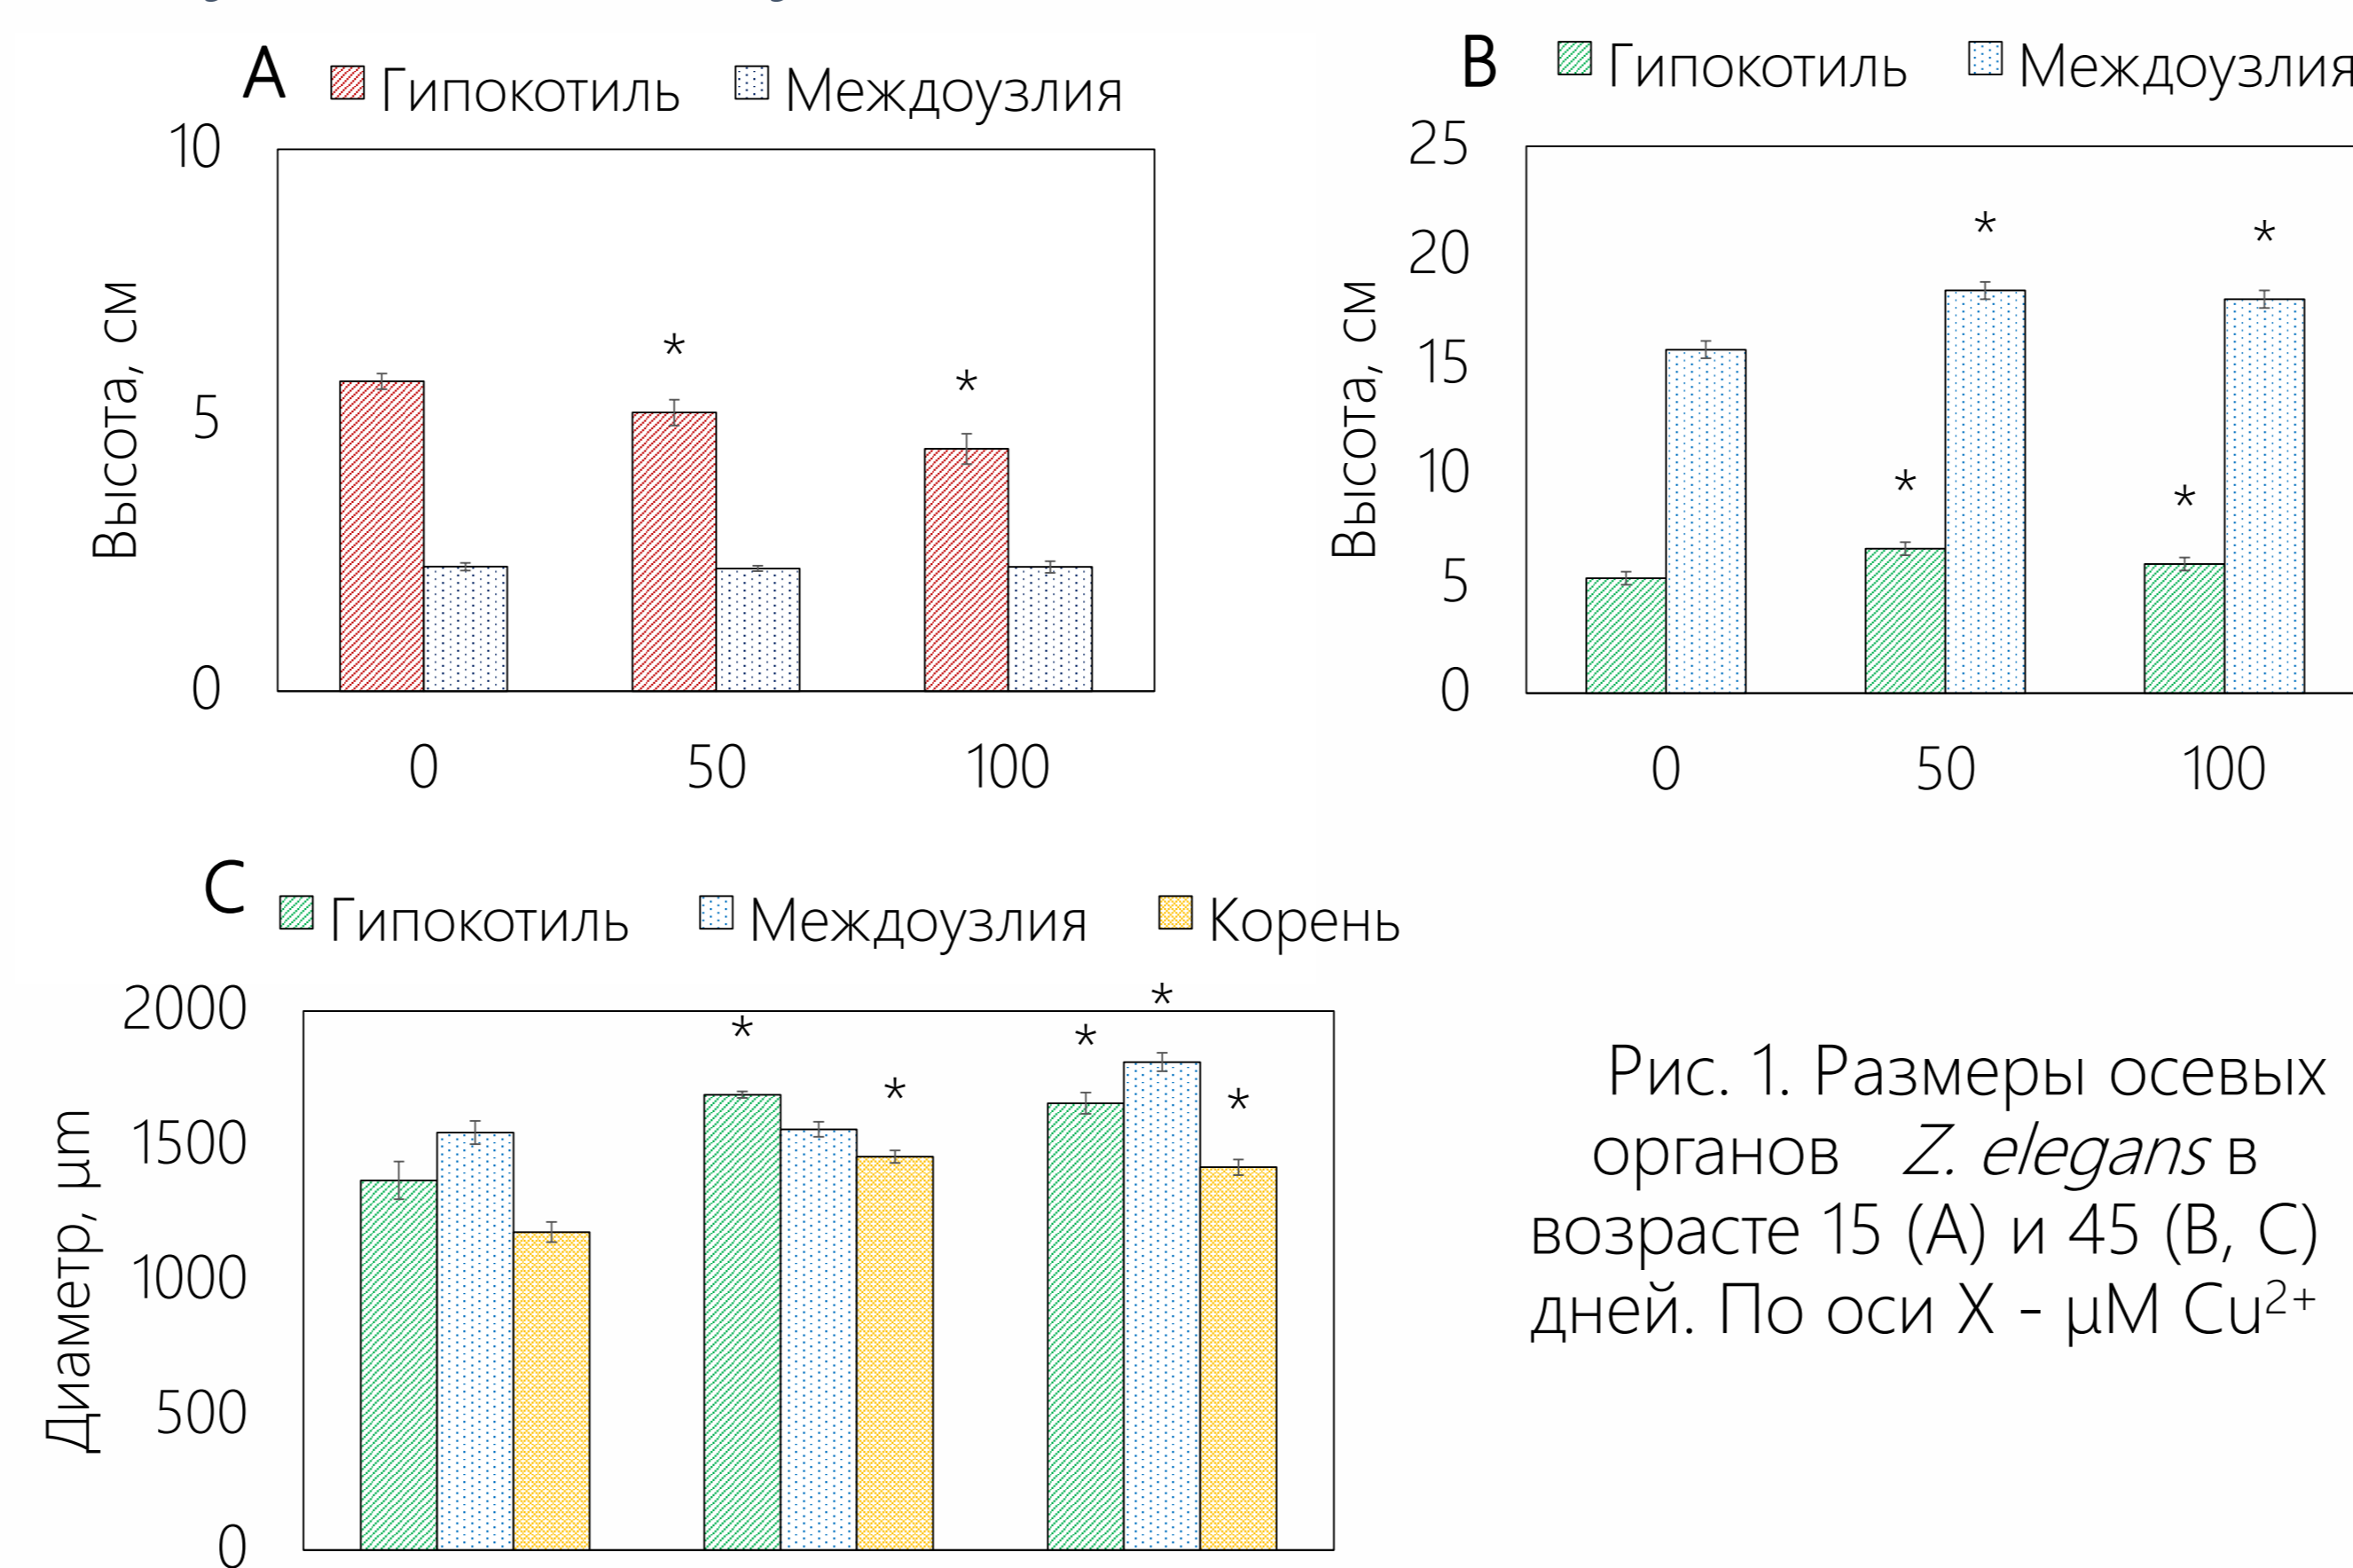 A
Гипокотиль Междоузлия
10
5
0
Высота, см
*
*
0 50 100
B
Гипокотиль Междоузлия
25
20
15
10
5
0
Высота, см
* *
* *
0 50 100
C
Гипокотиль Междоузлия Корень
2000
1500
1000
500
0
Диаметр, µm
* * * * *
Рис. 1. Размеры осевых
органов Z. elegans в
возрасте 15 (A) и 45 (B, C)
дней. По оси X - µM Cu²⁺